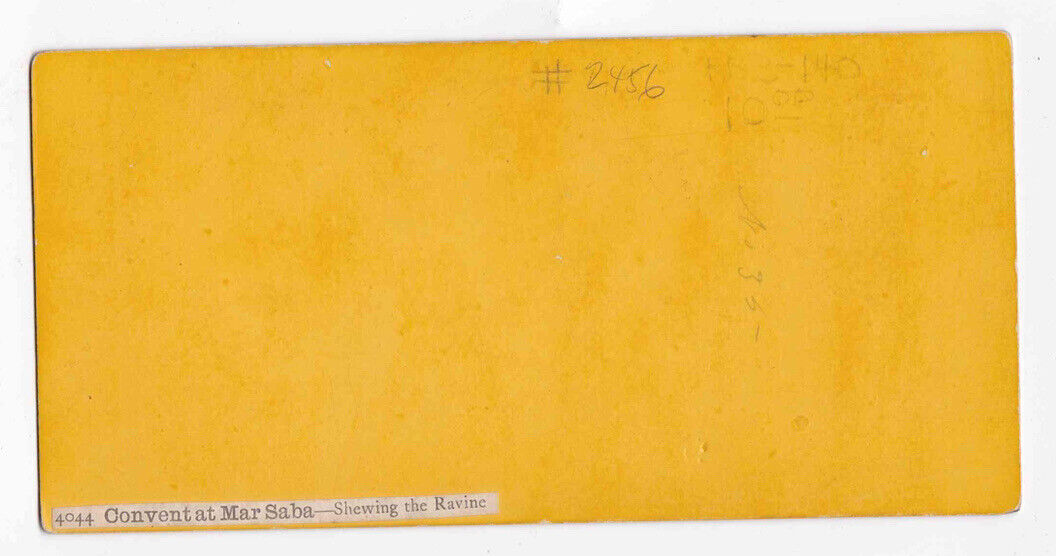 # 2456
4044 Convent at Mar Saba—Shewing the Ravine